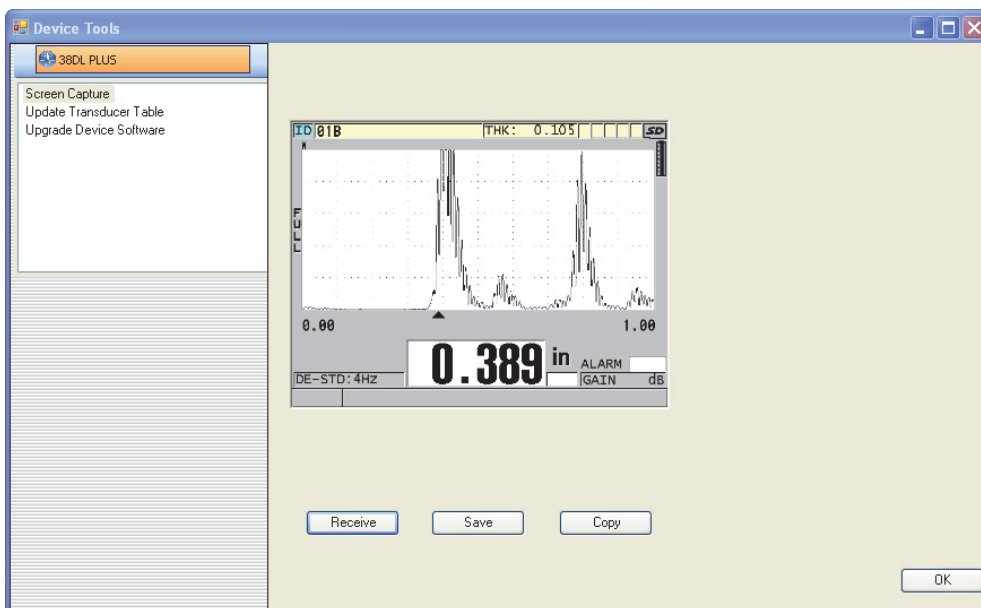 Device Tools
38DL PLUS
Screen Capture
Update Transducer Table
Upgrade Device Software
ID 01B THK: 0.105 SD
FULL
0.00 1.00
0.389 in
ALARM
DE-STD:4HZ GAIN dB
Receive Save Copy
OK